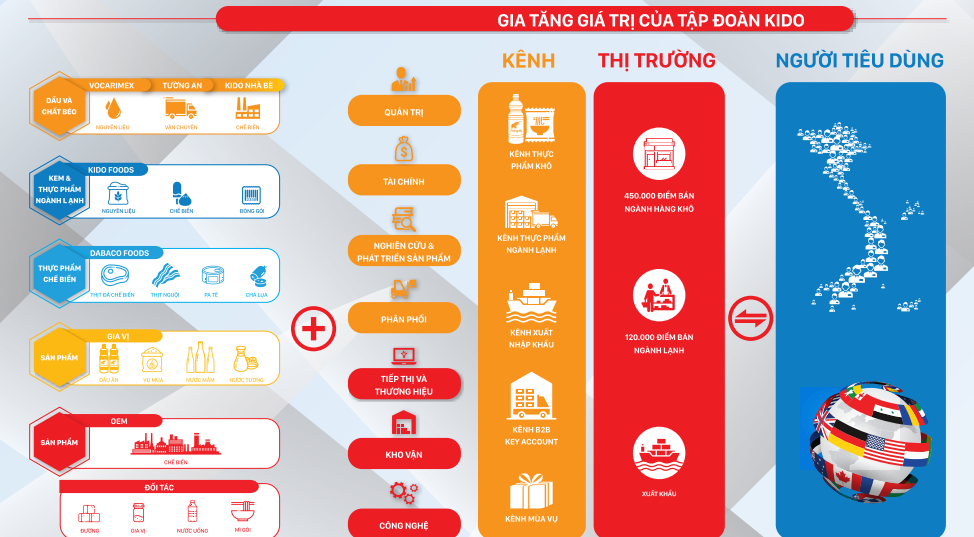 GIA TĂNG GIÁ TRỊ CỦA TẬP ĐOÀN KIDO
KÊNH
THỊ TRƯỜNG
NGƯỜI TIÊU DÙNG
DẦU VÀ
CHẤT BÉO
VOCARIMEX
TƯỜNG AN
KIDO NHÀ BÈ
NGUYÊN LIỆU
VẬN CHUYỂN
CHẾ BIẾN
KEM &
THỰC PHẨM
NGÀNH LẠNH
KIDO FOODS
NGUYÊN LIỆU
CHẾ BIẾN
ĐÓNG GÓI
THỰC PHẨM
CHẾ BIẾN
DABACO FOODS
THỊT ĐÃ CHẾ BIẾN
THỊT NGUỘI
PA TÊ
CHẢ LỤA
SẢN PHẨM
GIA VỊ
DẦU ĂN
VỤ MÙA
NƯỚC MẮM
NƯỚC TƯƠNG
SẢN PHẨM
OEM
CHẾ BIẾN
ĐỐI TÁC
ĐƯỜNG
GIA VỊ
NƯỚC UỐNG
MÌ GÓI
QUẢN TRỊ
TÀI CHÍNH
NGHIÊN CỨU &
PHÁT TRIỂN SẢN PHẨM
PHÂN PHỐI
TIẾP THỊ VÀ
THƯƠNG HIỆU
KHO VẬN
CÔNG NGHỆ
KÊNH THỰC
PHẨM KHÔ
KÊNH THỰC PHẨM
NGÀNH LẠNH
KÊNH XUẤT
NHẬP KHẨU
KÊNH B2B
KEY ACCOUNT
KÊNH MÙA VỤ
450.000 ĐIỂM BÁN
NGÀNH HÀNG KHÔ
120.000 ĐIỂM BÁN
NGÀNH LẠNH
XUẤT KHẨU